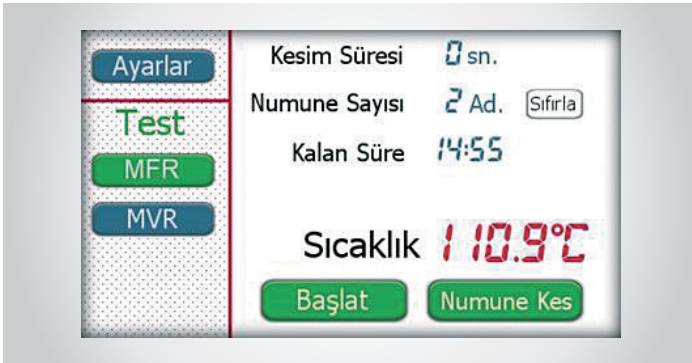 Ayarlar
Test
MFR
MVR
Kesim Süresi 0 sn.
Numune Sayısı 2 Ad. Sıfırla
Kalan Süre 14:55
Sıcaklık 110.9°C
Başlat Numune Kes